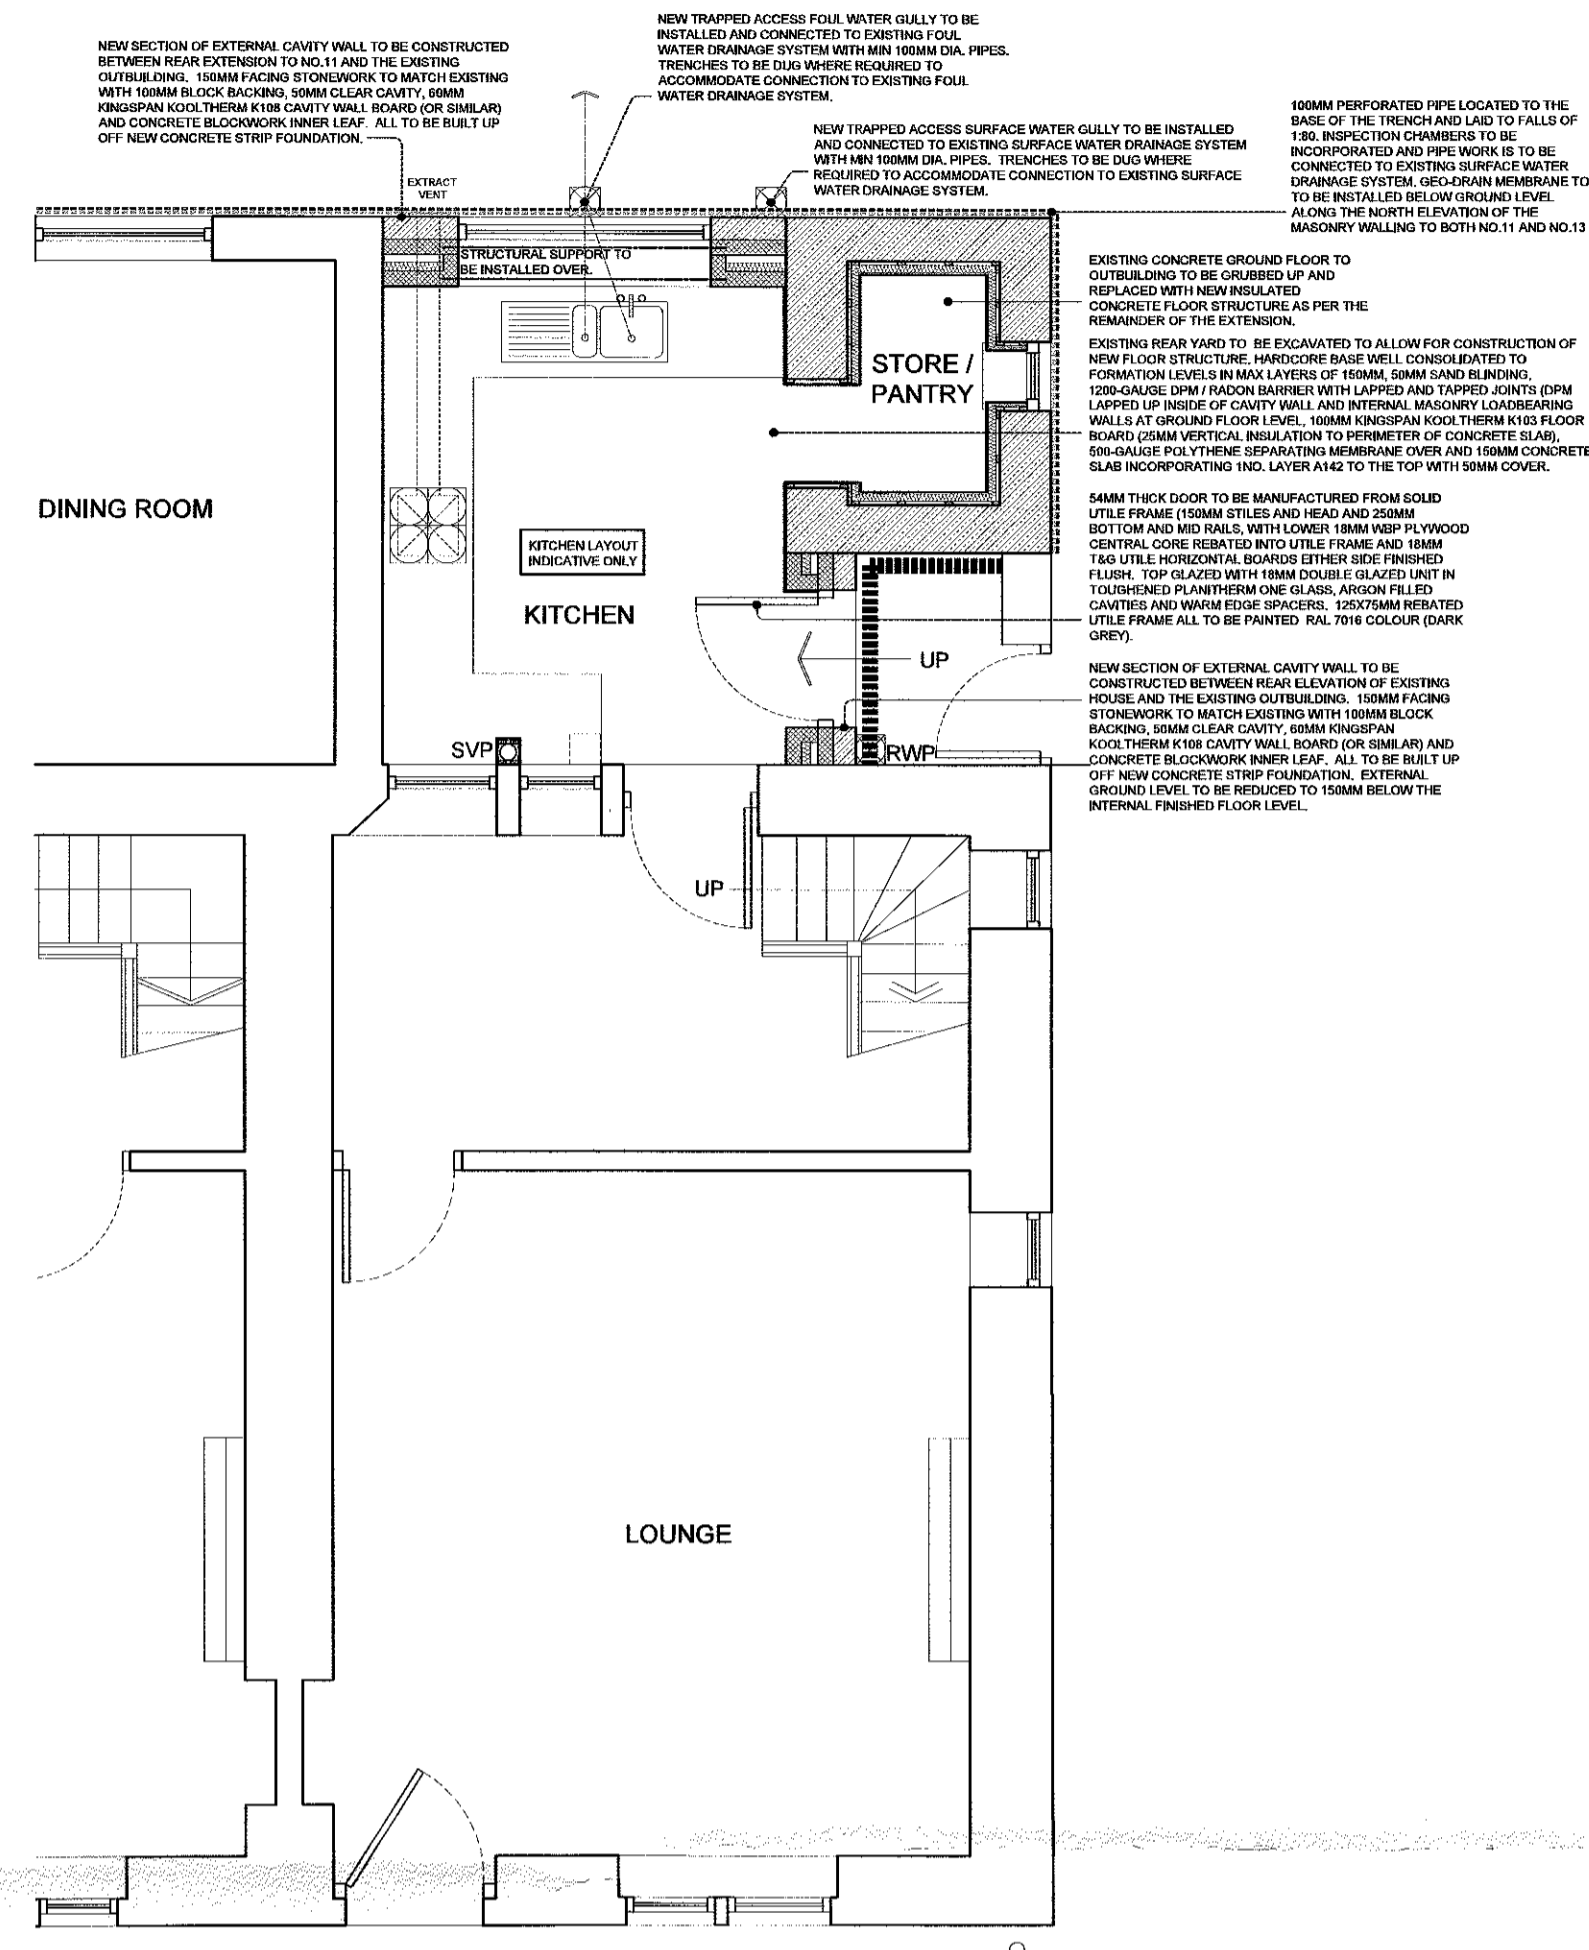 NEW TRAPPED ACCESS FOUL WATER GULLY TO BE
INSTALLED AND CONNECTED TO EXISTING FOUL
WATER DRAINAGE SYSTEM WITH MIN 100MM DIA. PIPES.
TRENCHES TO BE DUG WHERE REQUIRED TO
ACCOMMODATE CONNECTION TO EXISTING FOUL
WATER DRAINAGE SYSTEM.
NEW SECTION OF EXTERNAL CAVITY WALL TO BE CONSTRUCTED
BETWEEN REAR EXTENSION TO NO.11 AND THE EXISTING
OUTBUILDING. 150MM FACING STONEWORK TO MATCH EXISTING
WITH 100MM BLOCK BACKING, 50MM CLEAR CAVITY, 60MM
KINGSPAN KOOLTHERM K108 CAVITY WALL BOARD (OR SIMILAR)
AND CONCRETE BLOCKWORK INNER LEAF. ALL TO BE BUILT UP
OFF NEW CONCRETE STRIP FOUNDATION.
NEW TRAPPED ACCESS SURFACE WATER GULLY TO BE INSTALLED
AND CONNECTED TO EXISTING SURFACE WATER DRAINAGE SYSTEM
WITH MIN 100MM DIA. PIPES. TRENCHES TO BE DUG WHERE
REQUIRED TO ACCOMMODATE CONNECTION TO EXISTING SURFACE
WATER DRAINAGE SYSTEM.
100MM PERFORATED PIPE LOCATED TO THE
BASE OF THE TRENCH AND LAID TO FALLS OF
1:80. INSPECTION CHAMBERS TO BE
INCORPORATED AND PIPE WORK IS TO BE
CONNECTED TO EXISTING SURFACE WATER
DRAINAGE SYSTEM. GEO-DRAIN MEMBRANE TO
TO BE INSTALLED BELOW GROUND LEVEL
ALONG THE NORTH ELEVATION OF THE
MASONRY WALLING TO BOTH NO.11 AND NO.13
EXTRACT
VENT
STRUCTURAL SUPPORT TO
BE INSTALLED OVER.
EXISTING CONCRETE GROUND FLOOR TO
OUTBUILDING TO BE GRUBBED UP AND
REPLACED WITH NEW INSULATED
CONCRETE FLOOR STRUCTURE AS PER THE
REMAINDER OF THE EXTENSION.
STORE /
PANTRY
EXISTING REAR YARD TO BE EXCAVATED TO ALLOW FOR CONSTRUCTION OF
NEW FLOOR STRUCTURE. HARDCORE BASE WELL CONSOLIDATED TO
FORMATION LEVELS IN MAX LAYERS OF 150MM, 50MM SAND BLINDING,
1200-GAUGE DPM / RADON BARRIER WITH LAPPED AND TAPPED JOINTS (DPM
LAPPED UP INSIDE OF CAVITY WALL AND INTERNAL MASONRY LOADBEARING
WALLS AT GROUND FLOOR LEVEL, 100MM KINGSPAN KOOLTHERM K103 FLOOR
BOARD (25MM VERTICAL INSULATION TO PERIMETER OF CONCRETE SLAB),
500-GAUGE POLYTHENE SEPARATING MEMBRANE OVER AND 150MM CONCRETE
SLAB INCORPORATING 1NO. LAYER A142 TO THE TOP WITH 50MM COVER.
DINING ROOM
KITCHEN LAYOUT
INDICATIVE ONLY
KITCHEN
54MM THICK DOOR TO BE MANUFACTURED FROM SOLID
UTILE FRAME (150MM STILES AND HEAD AND 250MM
BOTTOM AND MID RAILS, WITH LOWER 18MM WBP PLYWOOD
CENTRAL CORE REBATED INTO UTILE FRAME AND 18MM
T&G UTILE HORIZONTAL BOARDS EITHER SIDE FINISHED
FLUSH. TOP GLAZED WITH 18MM DOUBLE GLAZED UNIT IN
TOUGHENED PLANITHERM ONE GLASS, ARGON FILLED
CAVITIES AND WARM EDGE SPACERS. 125X75MM REBATED
UTILE FRAME ALL TO BE PAINTED RAL 7016 COLOUR (DARK
GREY).
UP
NEW SECTION OF EXTERNAL CAVITY WALL TO BE
CONSTRUCTED BETWEEN REAR ELEVATION OF EXISTING
HOUSE AND THE EXISTING OUTBUILDING. 150MM FACING
STONEWORK TO MATCH EXISTING WITH 100MM BLOCK
BACKING, 50MM CLEAR CAVITY, 60MM KINGSPAN
KOOLTHERM K108 CAVITY WALL BOARD (OR SIMILAR) AND
CONCRETE BLOCKWORK INNER LEAF. ALL TO BE BUILT UP
OFF NEW CONCRETE STRIP FOUNDATION. EXTERNAL
GROUND LEVEL TO BE REDUCED TO 150MM BELOW THE
INTERNAL FINISHED FLOOR LEVEL.
SVP
RWP
UP
LOUNGE